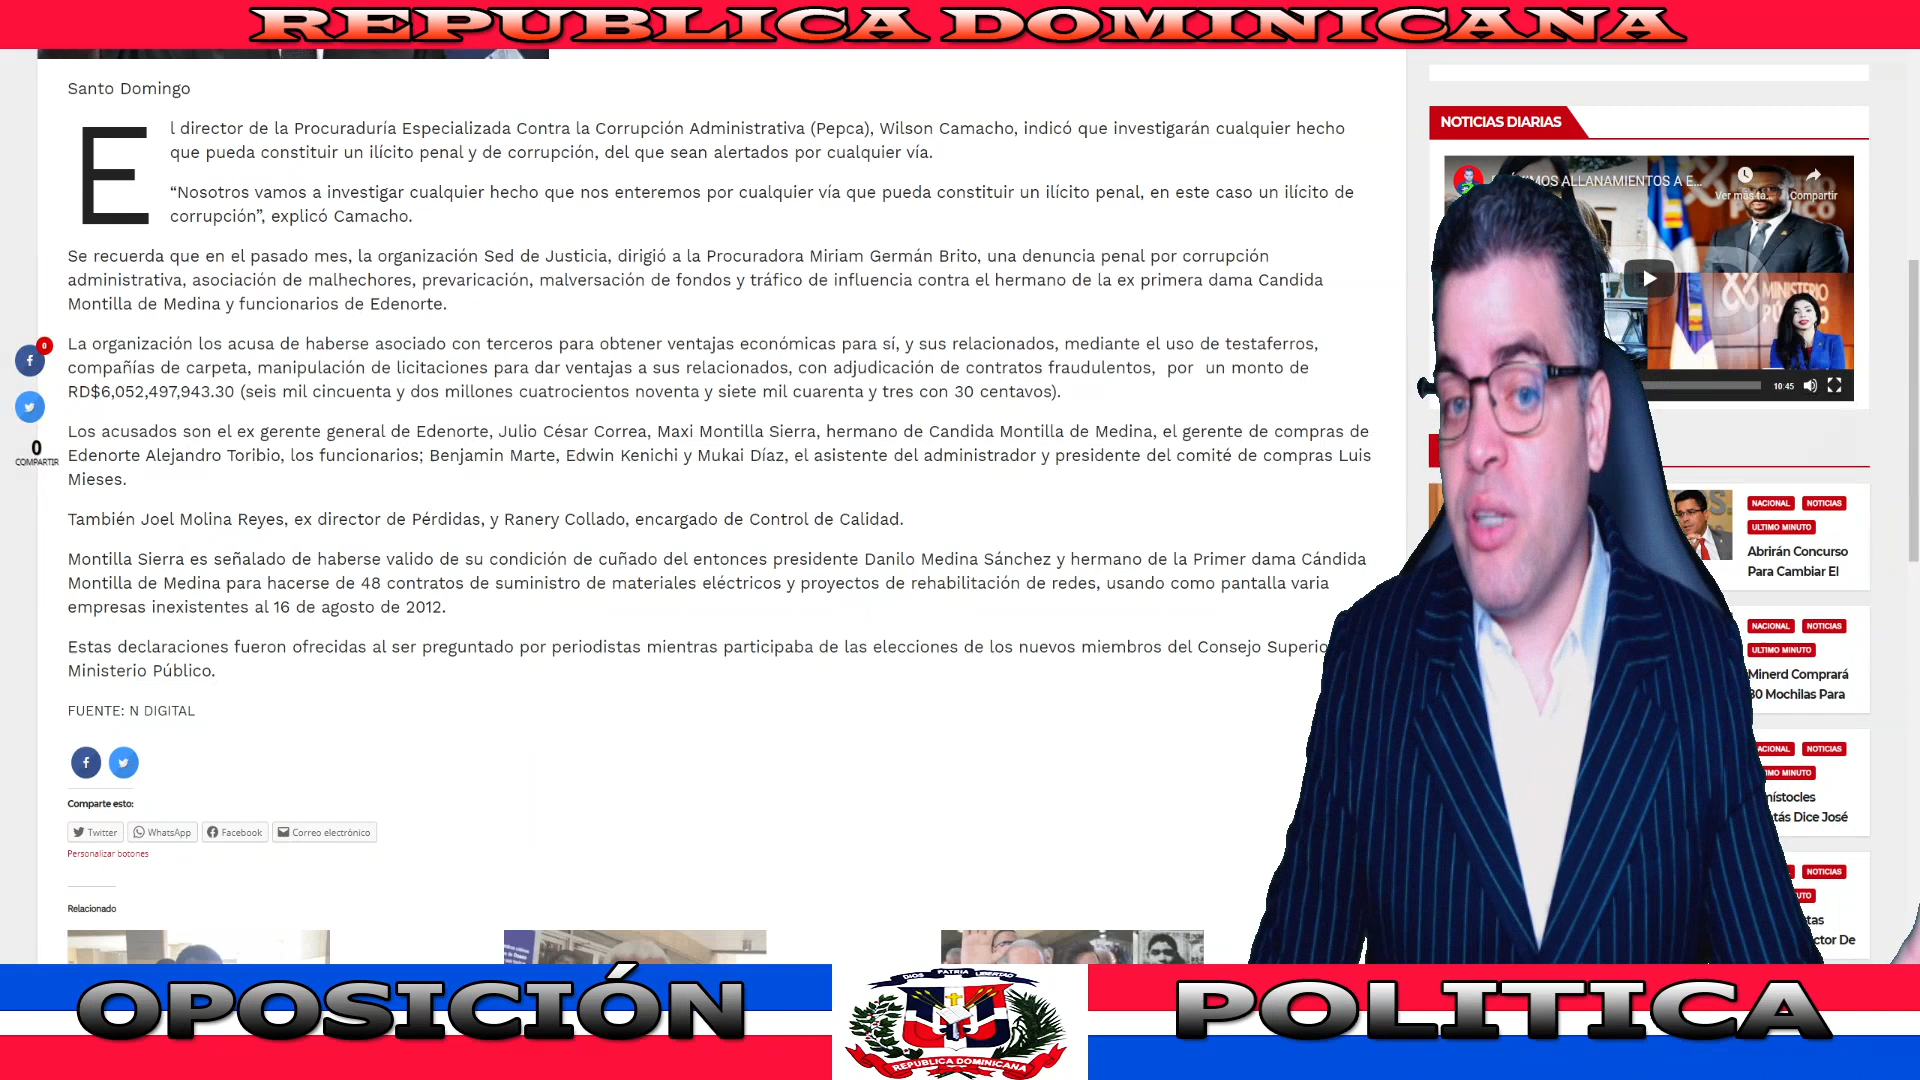 REPUBLICA DOMINICANA
Santo Domingo
El director de la Procuraduría Especializada Contra la Corrupción Administrativa (Pepca), Wilson Camacho, indicó que investigarán cualquier hecho
que pueda constituir un ilícito penal y de corrupción, del que sean alertados por cualquier vía.
“Nosotros vamos a investigar cualquier hecho que nos enteremos por cualquier vía que pueda constituir un ilícito penal, en este caso un ilícito de
corrupción”, explicó Camacho.
Se recuerda que en el pasado mes, la organización Sed de Justicia, dirigió a la Procuradora Miriam Germán Brito, una denuncia penal por corrupción
administrativa, asociación de malhechores, prevaricación, malversación de fondos y tráfico de influencia contra el hermano de la ex primera dama Candida
Montilla de Medina y funcionarios de Edenorte.
La organización los acusa de haberse asociado con terceros para obtener ventajas económicas para sí, y sus relacionados, mediante el uso de testaferros,
compañías de carpeta, manipulación de licitaciones para dar ventajas a sus relacionados, con adjudicación de contratos fraudulentos, por un monto de
RD$6,052,497,943.30 (seis mil cincuenta y dos millones cuatrocientos noventa y siete mil cuarenta y tres con 30 centavos).
Los acusados son el ex gerente general de Edenorte, Julio César Correa, Maxi Montilla Sierra, hermano de Candida Montilla de Medina, el gerente de compras de
Edenorte Alejandro Toribio, los funcionarios; Benjamin Marte, Edwin Kenichi y Mukai Díaz, el asistente del administrador y presidente del comité de compras Luis
Mieses.
También Joel Molina Reyes, ex director de Pérdidas, y Ranery Collado, encargado de Control de Calidad.
Montilla Sierra es señalado de haberse valido de su condición de cuñado del entonces presidente Danilo Medina Sánchez y hermano de la Primer dama Cándida
Montilla de Medina para hacerse de 48 contratos de suministro de materiales eléctricos y proyectos de rehabilitación de redes, usando como pantalla varia
empresas inexistentes al 16 de agosto de 2012.
Estas declaraciones fueron ofrecidas al ser preguntado por periodistas mientras participaba de las elecciones de los nuevos miembros del Consejo Superio
Ministerio Público.
FUENTE: N DIGITAL
0
0
COMPARTIR
Comparte esto:
Twitter WhatsApp Facebook Correo electrónico
Personalizar botones
Relacionado
NOTICIAS DIARIAS
IMOS ALLANAMIENTOS A E...
Ver más ta... Compartir
MINISTERIO
10:45
NACIONAL NOTICIAS
ULTIMO MINUTO
Abrirán Concurso
Para Cambiar El
NACIONAL NOTICIAS
ULTIMO MINUTO
Minerd Comprará
Mochilas Para
NOTICIAS
MINUTO
Dice José
NOTICIAS
De
OPOSICIÓN
DIOS PATRIA LIBERTAD
REPUBLICA DOMINICANA
POLITICA